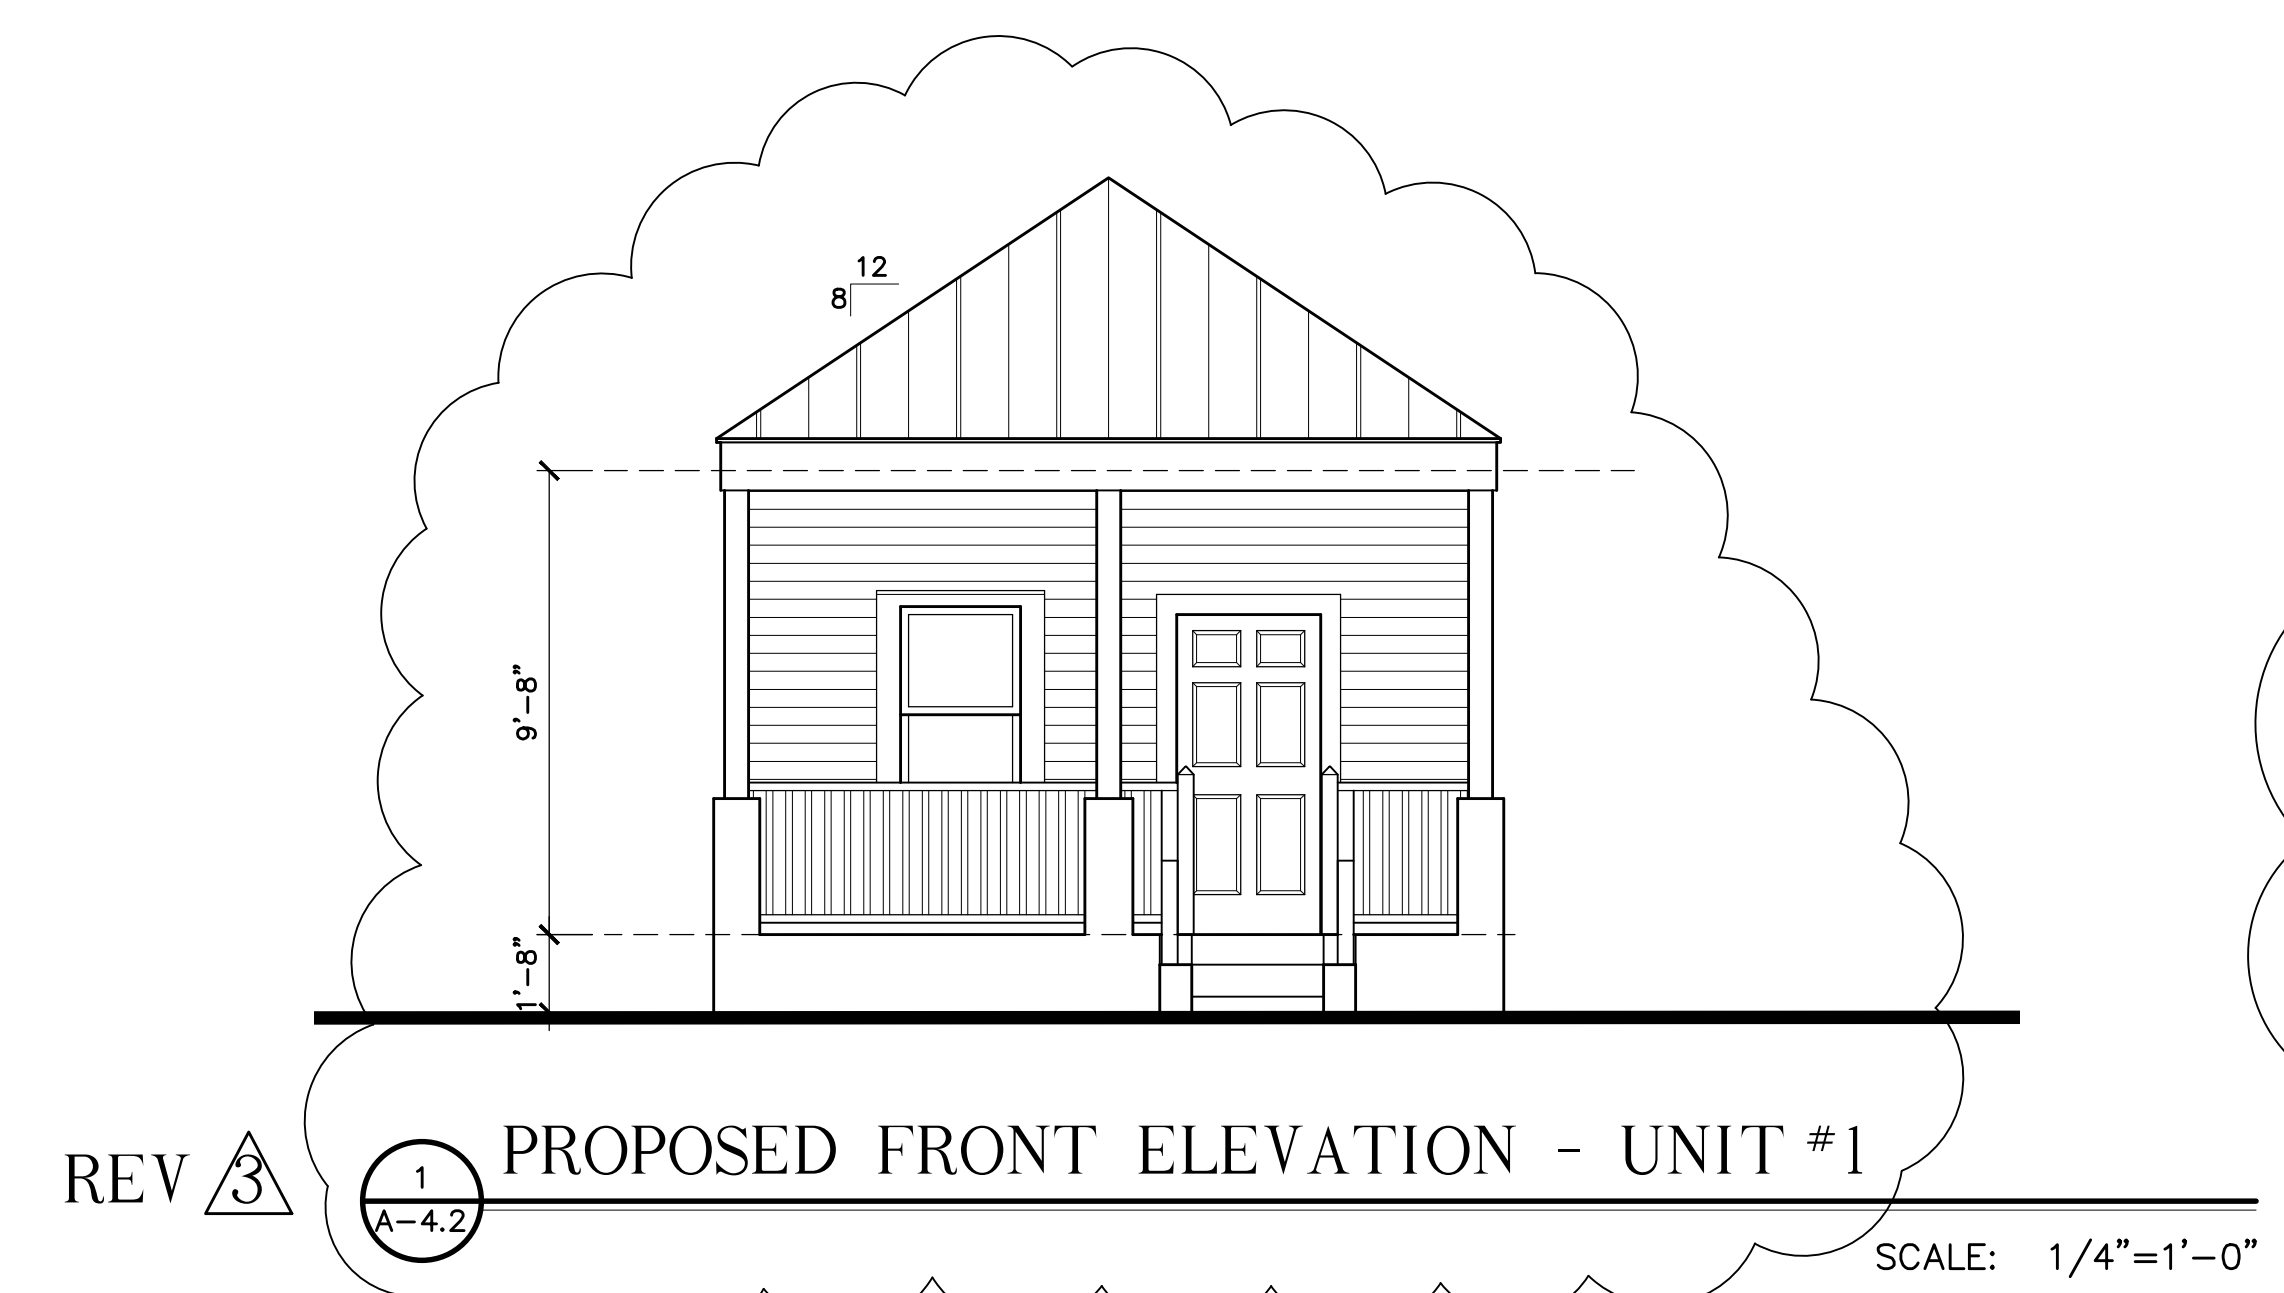 12
8
9'-8"
1'-8"
REV 3
1
A-4.2
PROPOSED FRONT ELEVATION - UNIT #1
SCALE: 1/4"=1'-0"